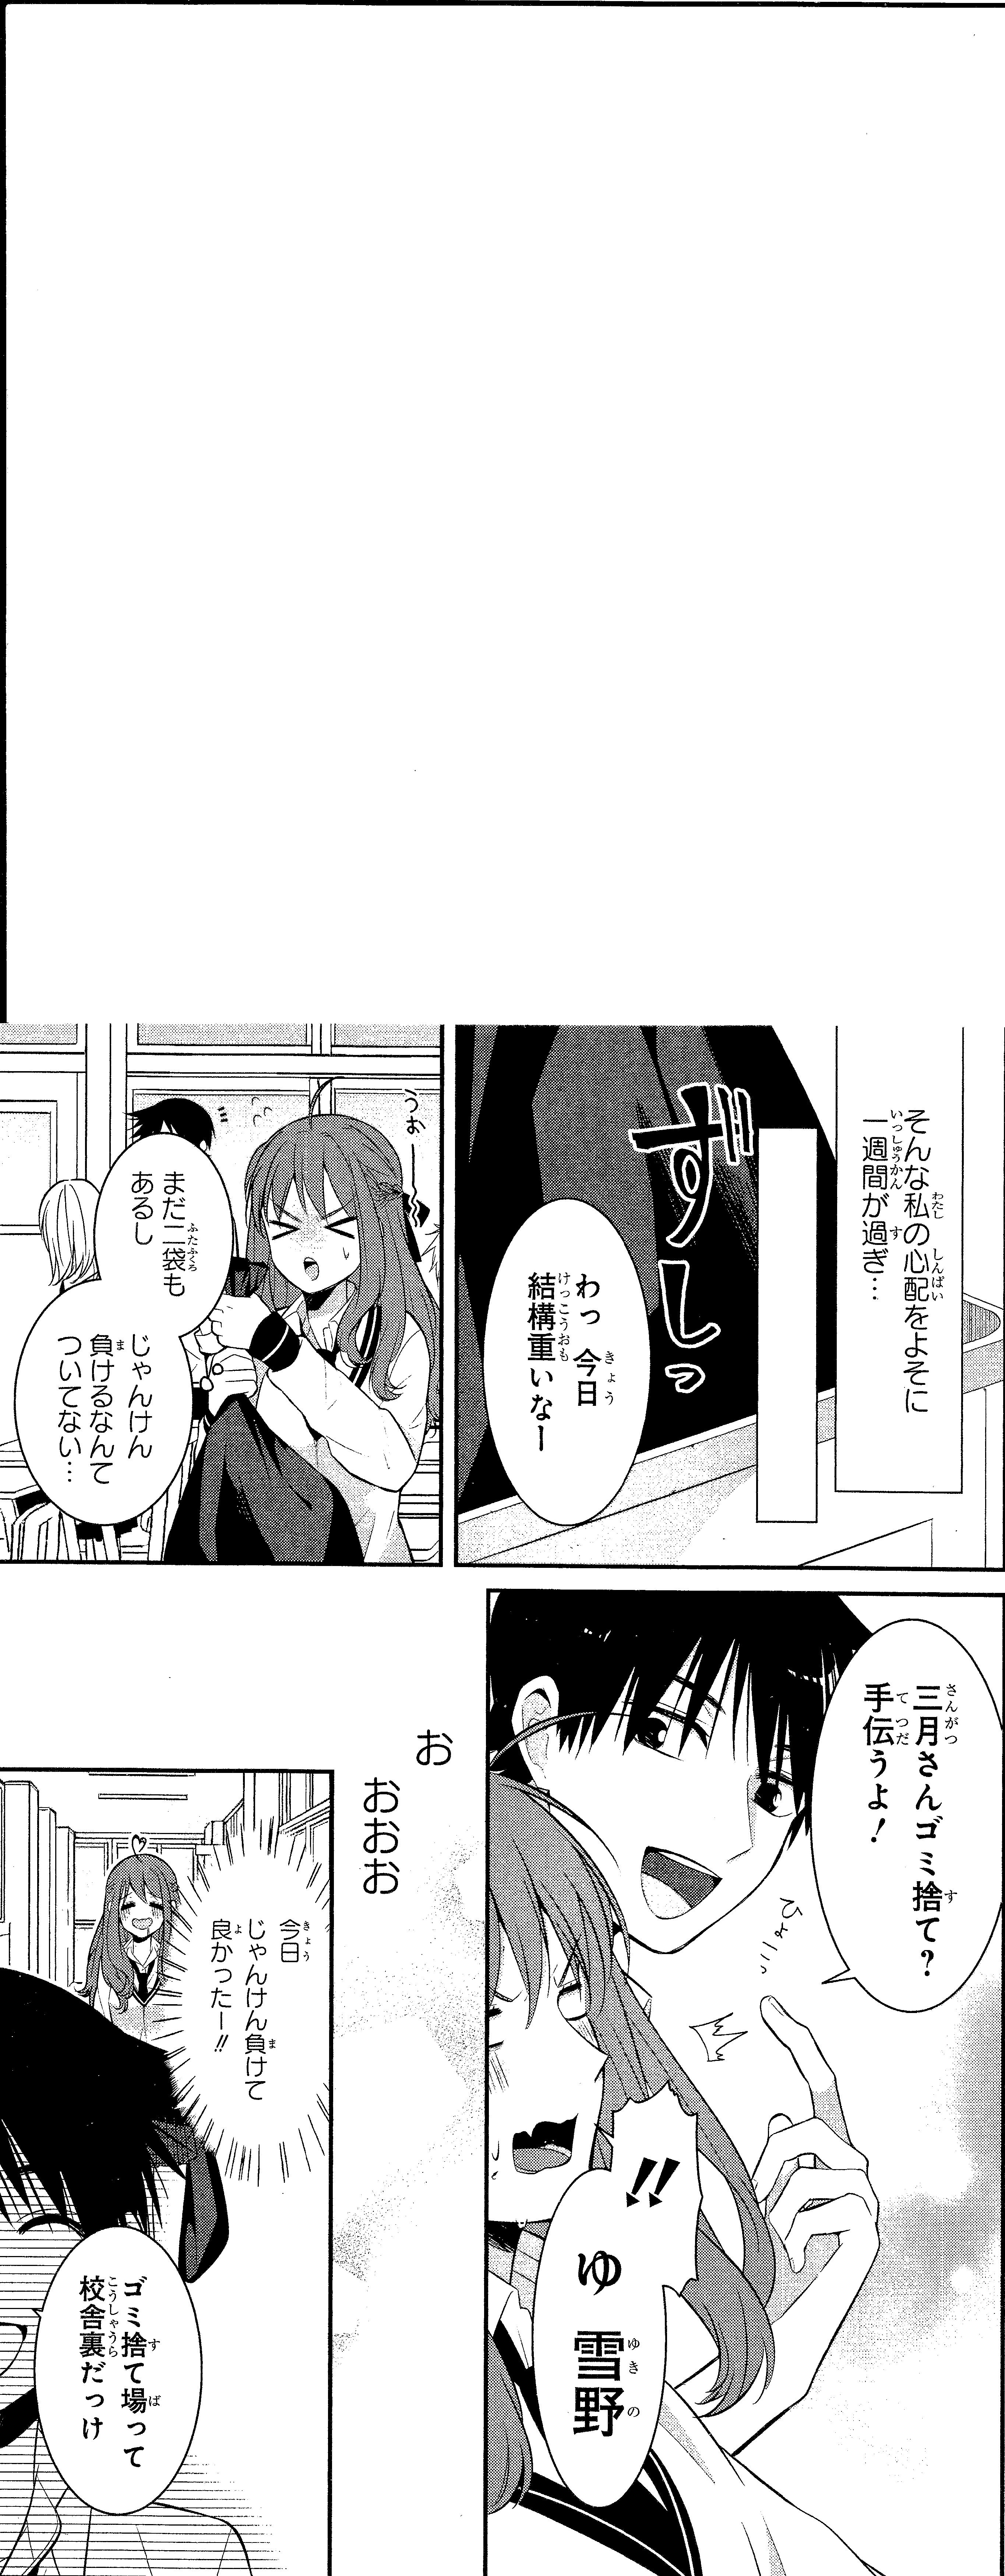 そんな私の心配をよそに
一週間が過ぎ…
ずしっ
わっ 今日
結構重いなー
うぉー
まだ二袋も
あるし
じゃんけん
負けるなんて
ついてない…
三月さんゴミ捨て？
手伝うよ！
ひょこっ
!!
ゆ 雪野
お
おおお
今日
じゃんけん負けて
良かったー!!
ゴミ捨て場って
校舎裏だっけ